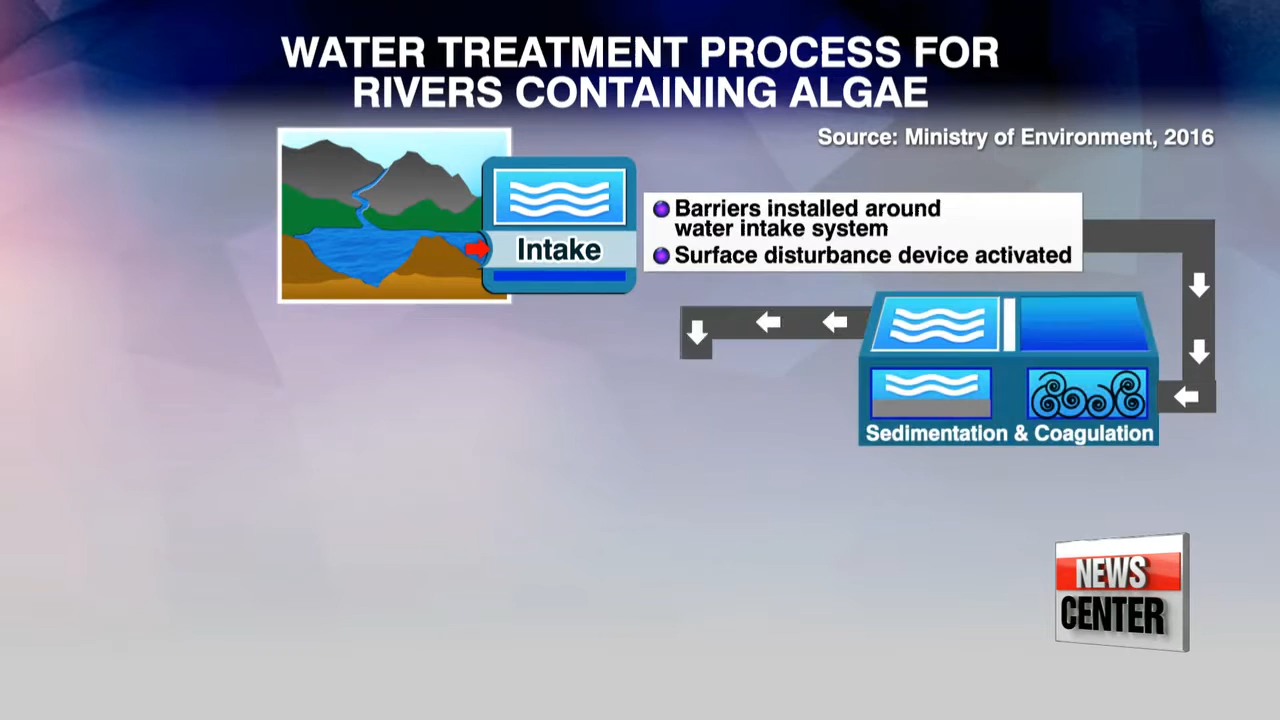 WATER TREATMENT PROCESS FOR
RIVERS CONTAINING ALGAE
Source: Ministry of Environment, 2016
Intake
Barriers installed around
water intake system
Surface disturbance device activated
Sedimentation & Coagulation
NEWS
CENTER